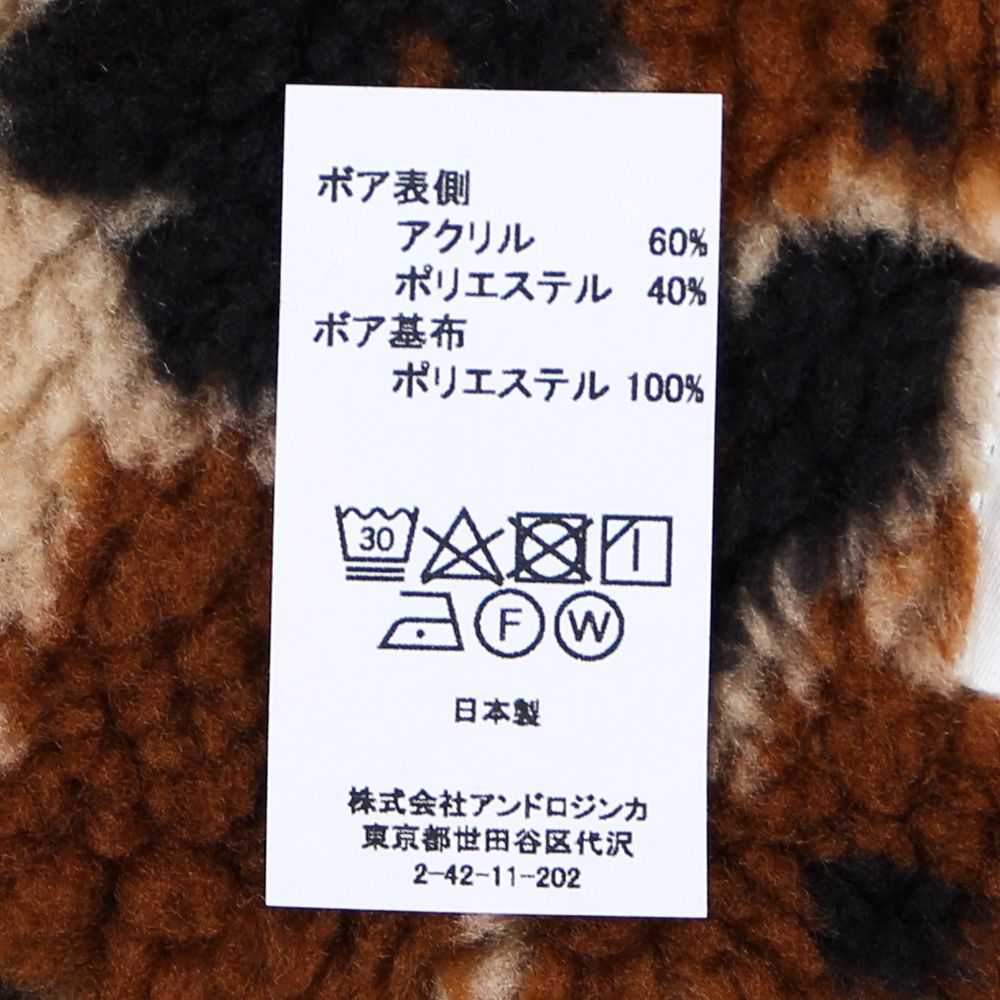 ボア表側
アクリル 60%
ポリエステル 40%
ボア基布
ポリエステル 100%
30
F W
日本製
株式会社アンドロジンカ
東京都世田谷区代沢
2-42-11-202